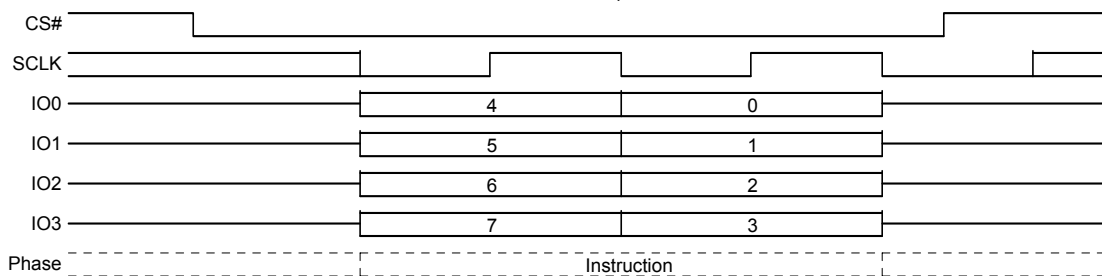 CS#
SCLK
IO0 4 0
IO1 5 1
IO2 6 2
IO3 7 3
Phase Instruction